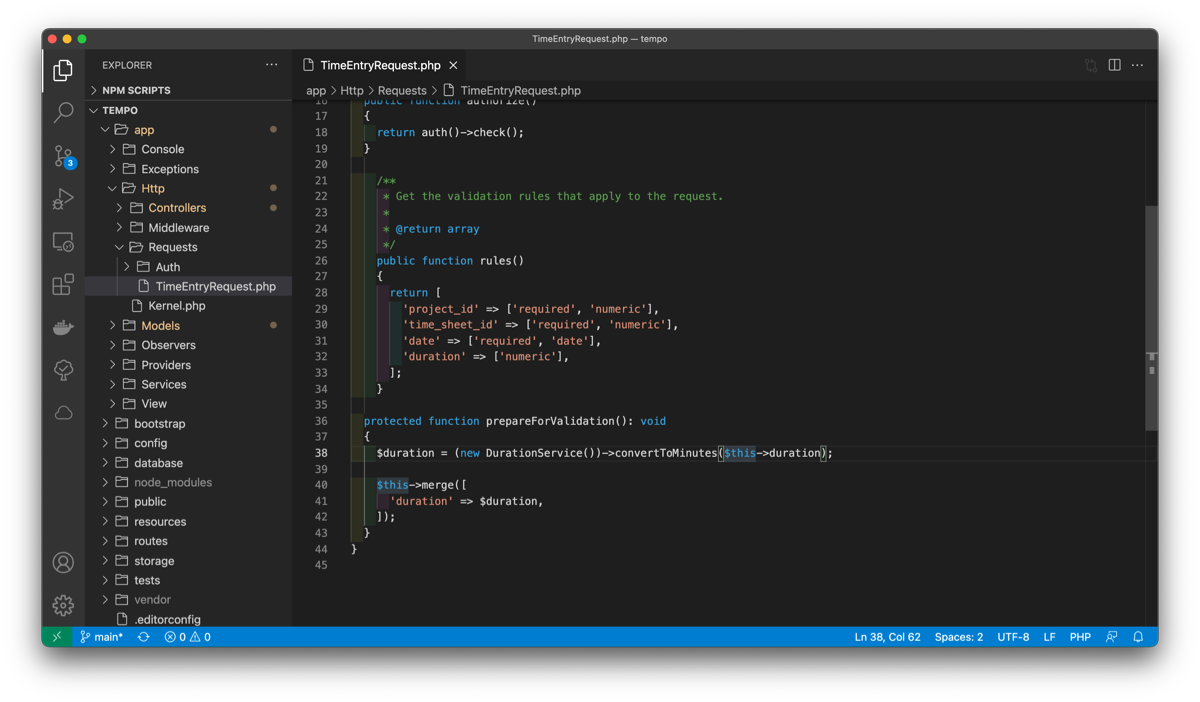 TimeEntryRequest.php — tempo
EXPLORER
NPM SCRIPTS
TEMPO
app
Console
Exceptions
Http
Controllers
Middleware
Requests
Auth
TimeEntryRequest.php
Kernel.php
Models
Observers
Providers
Services
View
bootstrap
config
database
node_modules
public
resources
routes
storage
tests
vendor
.editorconfig
3
TimeEntryRequest.php
app > Http > Requests > TimeEntryRequest.php
16 public function authorize()
17 {
18 return auth()->check();
19 }
20
21 /**
22 * Get the validation rules that apply to the request.
23 *
24 * @return array
25 */
26 public function rules()
27 {
28 return [
29 'project_id' => ['required', 'numeric'],
30 'time_sheet_id' => ['required', 'numeric'],
31 'date' => ['required', 'date'],
32 'duration' => ['numeric'],
33 ];
34 }
35
36 protected function prepareForValidation(): void
37 {
38 $duration = (new DurationService())->convertToMinutes($this->duration);
39
40 $this->merge([
41 'duration' => $duration,
42 ]);
43 }
44 }
45
main* 0 0 Ln 38, Col 62 Spaces: 2 UTF-8 LF PHP